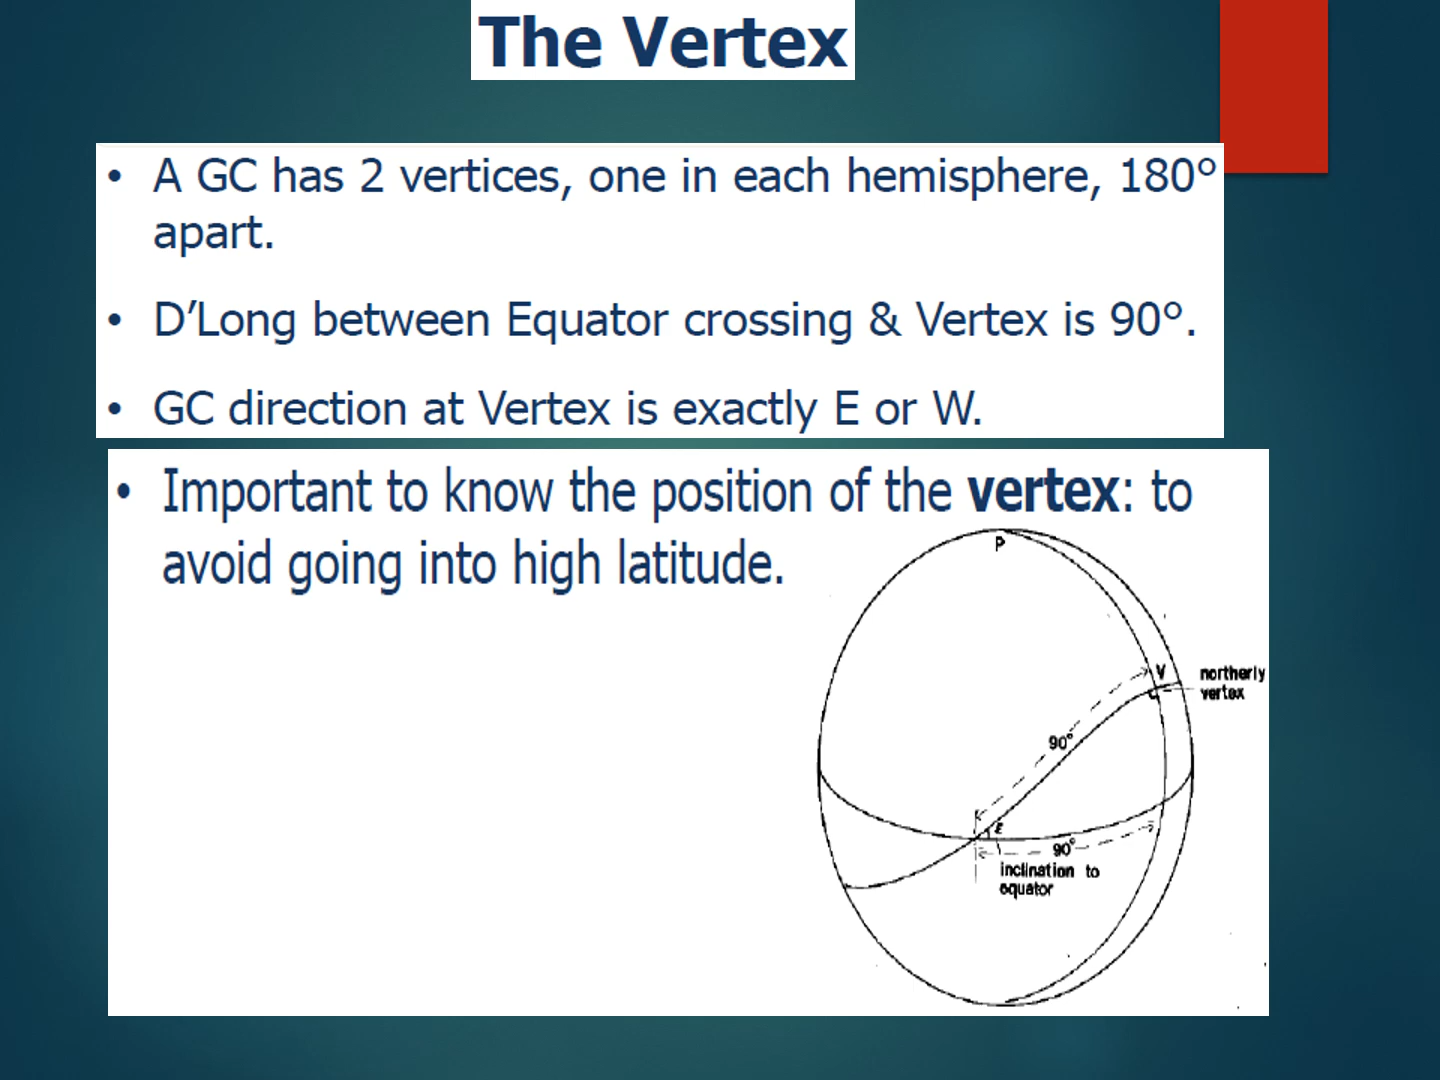 The Vertex
• A GC has 2 vertices, one in each hemisphere, 180°
apart.
• D’Long between Equator crossing & Vertex is 90°.
• GC direction at Vertex is exactly E or W.
• Important to know the position of the vertex: to
avoid going into high latitude.
P
V
northerly
vertex
90°
E
90°
inclination to
equator